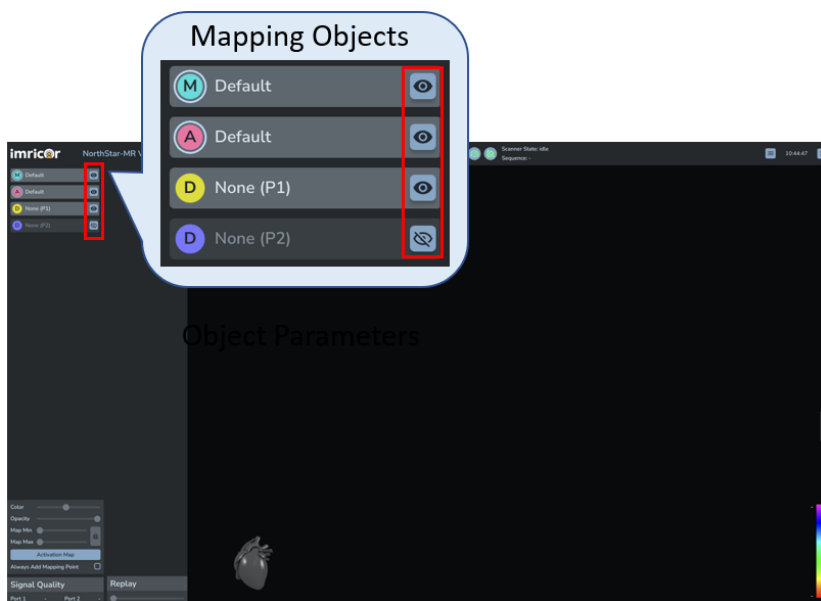 Mapping Objects
M Default
A Default
D None (P1)
D None (P2)
imricor NorthStar-MR V
Scanner State: Idle
Sequence: -
10:44:47
M Default
A Default
D None (P1)
D None (P2)
Object Parameters
Color
Opacity
Map Min
Map Max
Activation Map
Always Add Mapping Point
Signal Quality
Replay
Port 1 - Port 2 -